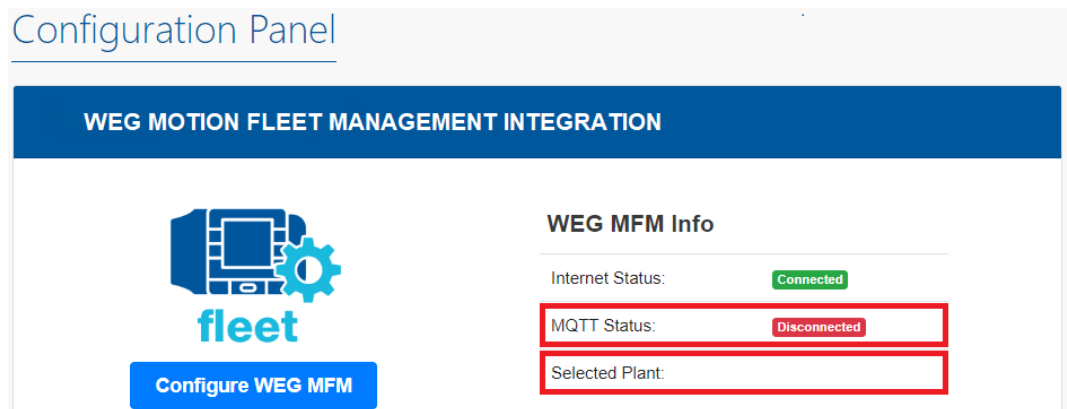 Configuration Panel
WEG MOTION FLEET MANAGEMENT INTEGRATION
fleet
Configure WEG MFM
WEG MFM Info
Internet Status: Connected
MQTT Status: Disconnected
Selected Plant: